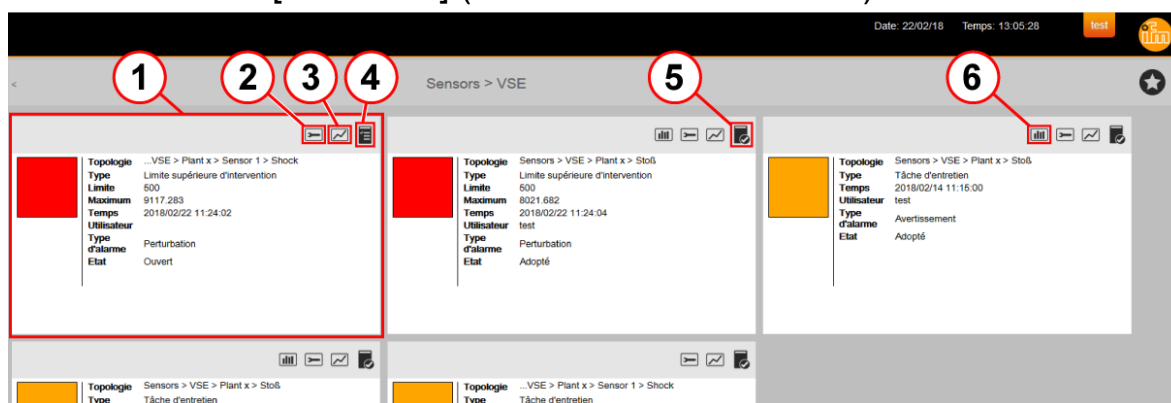 Date: 22/02/18 Temps: 13:05:28 test ifm
1 2 3 4 5 6
< Sensors > VSE
Topologie ...VSE > Plant x > Sensor 1 > Shock
Type Limite supérieure d'intervention
Limite 500
Maximum 9117.283
Temps 2018/02/22 11:24:02
Utilisateur
Type d'alarme Perturbation
Etat Ouvert
Topologie Sensors > VSE > Plant x > Stoß
Type Limite supérieure d'intervention
Limite 500
Maximum 8021.682
Temps 2018/02/22 11:24:04
Utilisateur test
Type d'alarme Perturbation
Etat Adopté
Topologie Sensors > VSE > Plant x > Stoß
Type Tâche d'entretien
Temps 2018/02/14 11:15:00
Utilisateur test
Type d'alarme Avertissement
Etat Adopté
Topologie Sensors > VSE > Plant x > Stoß
Type Tâche d'entretien
Topologie ...VSE > Plant x > Sensor 1 > Shock
Type Tâche d'entretien